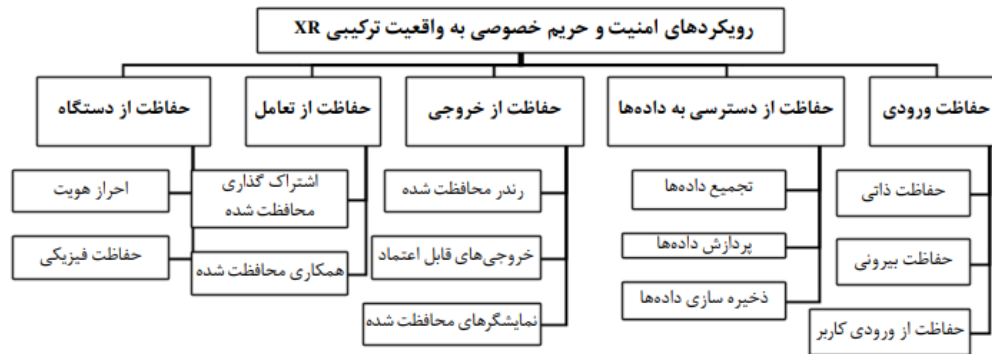 رویکردهای امنیت و حریم خصوصی به واقعیت ترکیبی XR
حفاظت ورودی
حفاظت ذاتی
حفاظت بیرونی
حفاظت از ورودی کاربر
حفاظت از دسترسی به داده‌ها
تجمیع داده‌ها
پردازش داده‌ها
ذخیره سازی داده‌ها
حفاظت از خروجی
رندر محافظت شده
خروجی‌های قابل اعتماد
نمایشگرهای محافظت شده
حفاظت از تعامل
اشتراک گذاری
محافظت شده
همکاری محافظت شده
حفاظت از دستگاه
احراز هویت
حفاظت فیزیکی